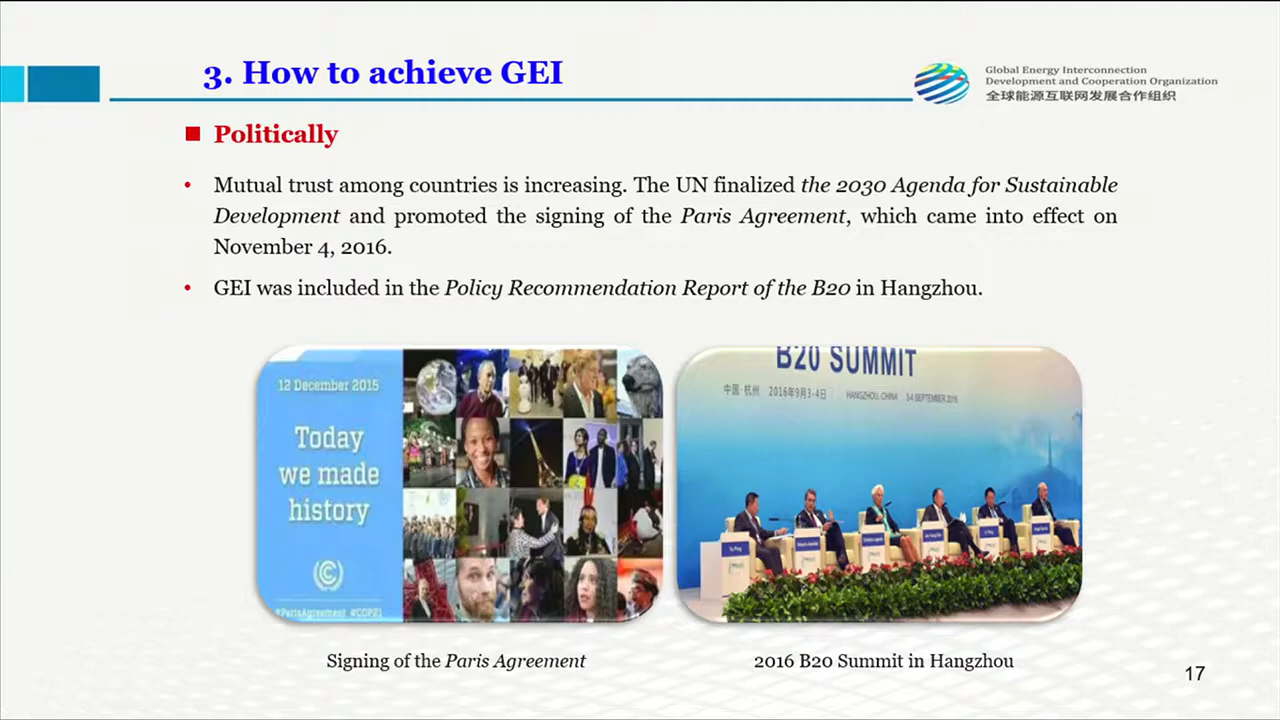 3. How to achieve GEI
Global Energy Interconnection
Development and Cooperation Organization
全球能源互联网发展合作组织
Politically
• Mutual trust among countries is increasing. The UN finalized the 2030 Agenda for Sustainable
Development and promoted the signing of the Paris Agreement, which came into effect on
November 4, 2016.
• GEI was included in the Policy Recommendation Report of the B20 in Hangzhou.
12 December 2015
Today
we made
history
#ParisAgreement #COP21
B20 SUMMIT
中国·杭州 2016年9月3-4日 HANGZHOU, CHINA 3-4 SEPTEMBER 2016
Signing of the Paris Agreement
2016 B20 Summit in Hangzhou
17